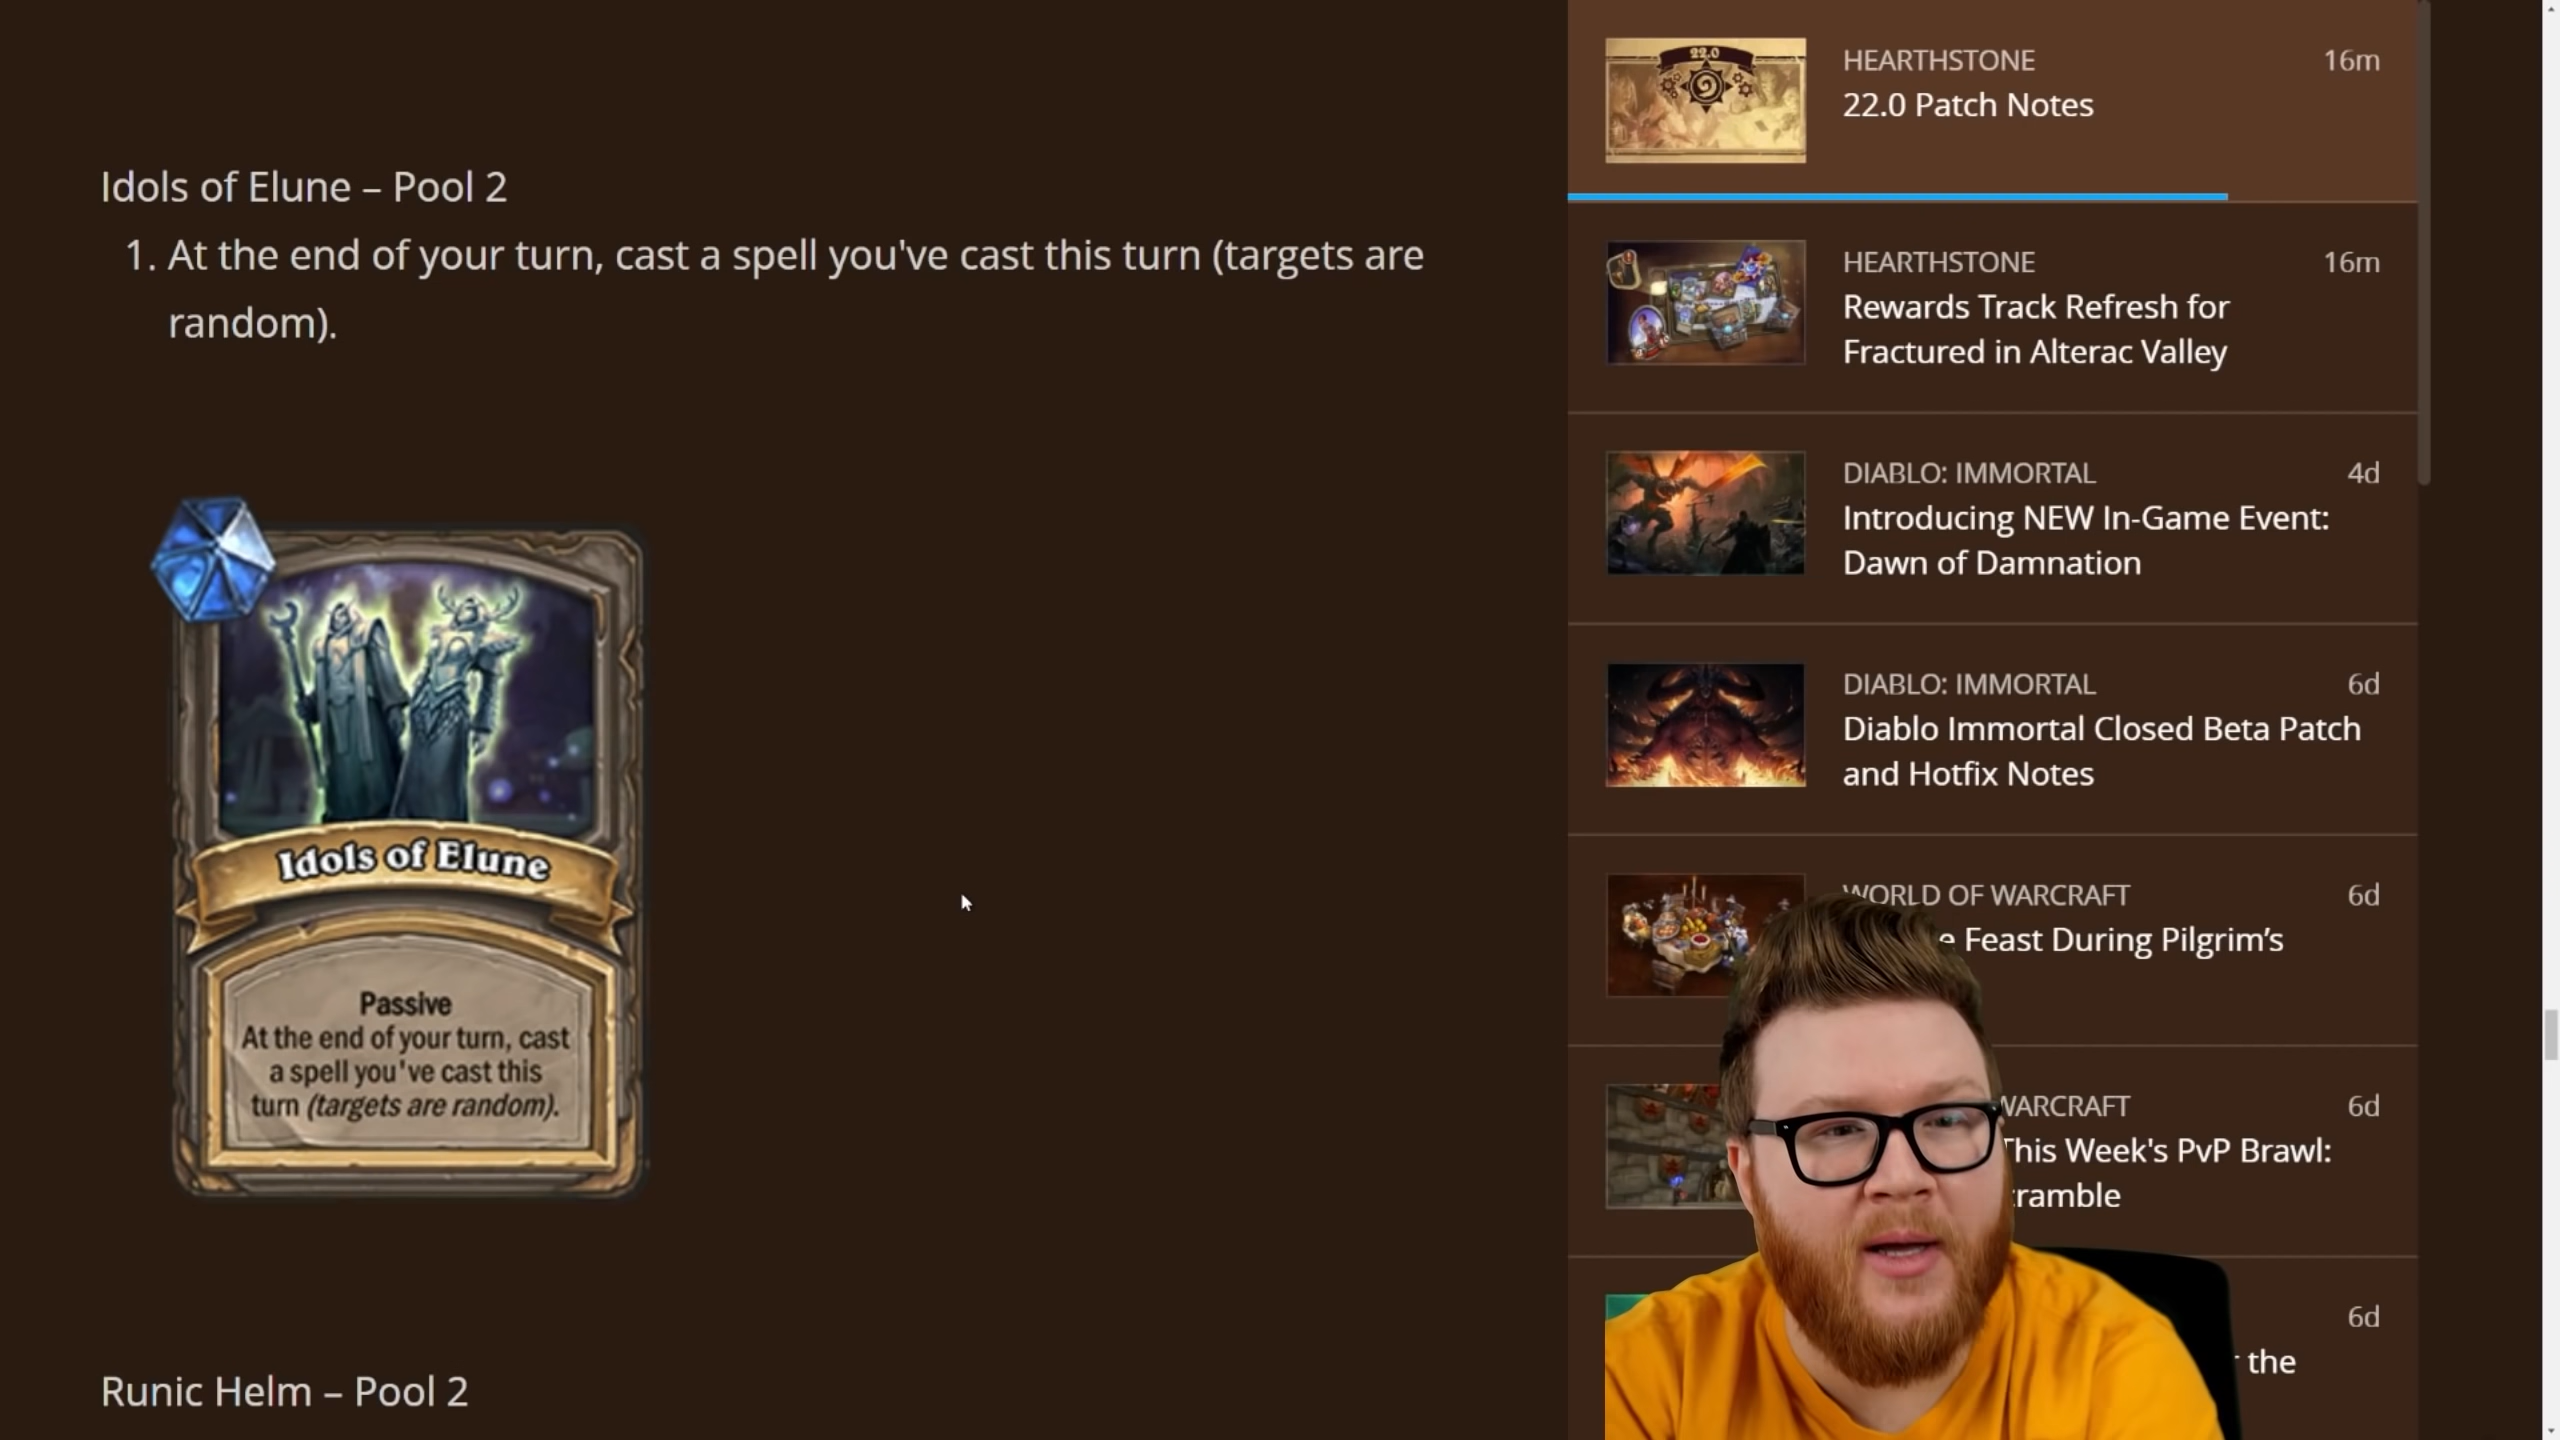 Idols of Elune – Pool 2
1. At the end of your turn, cast a spell you've cast this turn (targets are
random).
Idols of Elune
Passive
At the end of your turn, cast
a spell you've cast this
turn (targets are random).
Runic Helm – Pool 2
22.0
HEARTHSTONE 16m
22.0 Patch Notes
HEARTHSTONE 16m
Rewards Track Refresh for
Fractured in Alterac Valley
DIABLO: IMMORTAL 4d
Introducing NEW In-Game Event:
Dawn of Damnation
DIABLO: IMMORTAL 6d
Diablo Immortal Closed Beta Patch
and Hotfix Notes
WORLD OF WARCRAFT 6d
Feast During Pilgrim’s
WARCRAFT 6d
This Week's PvP Brawl:
6d
the